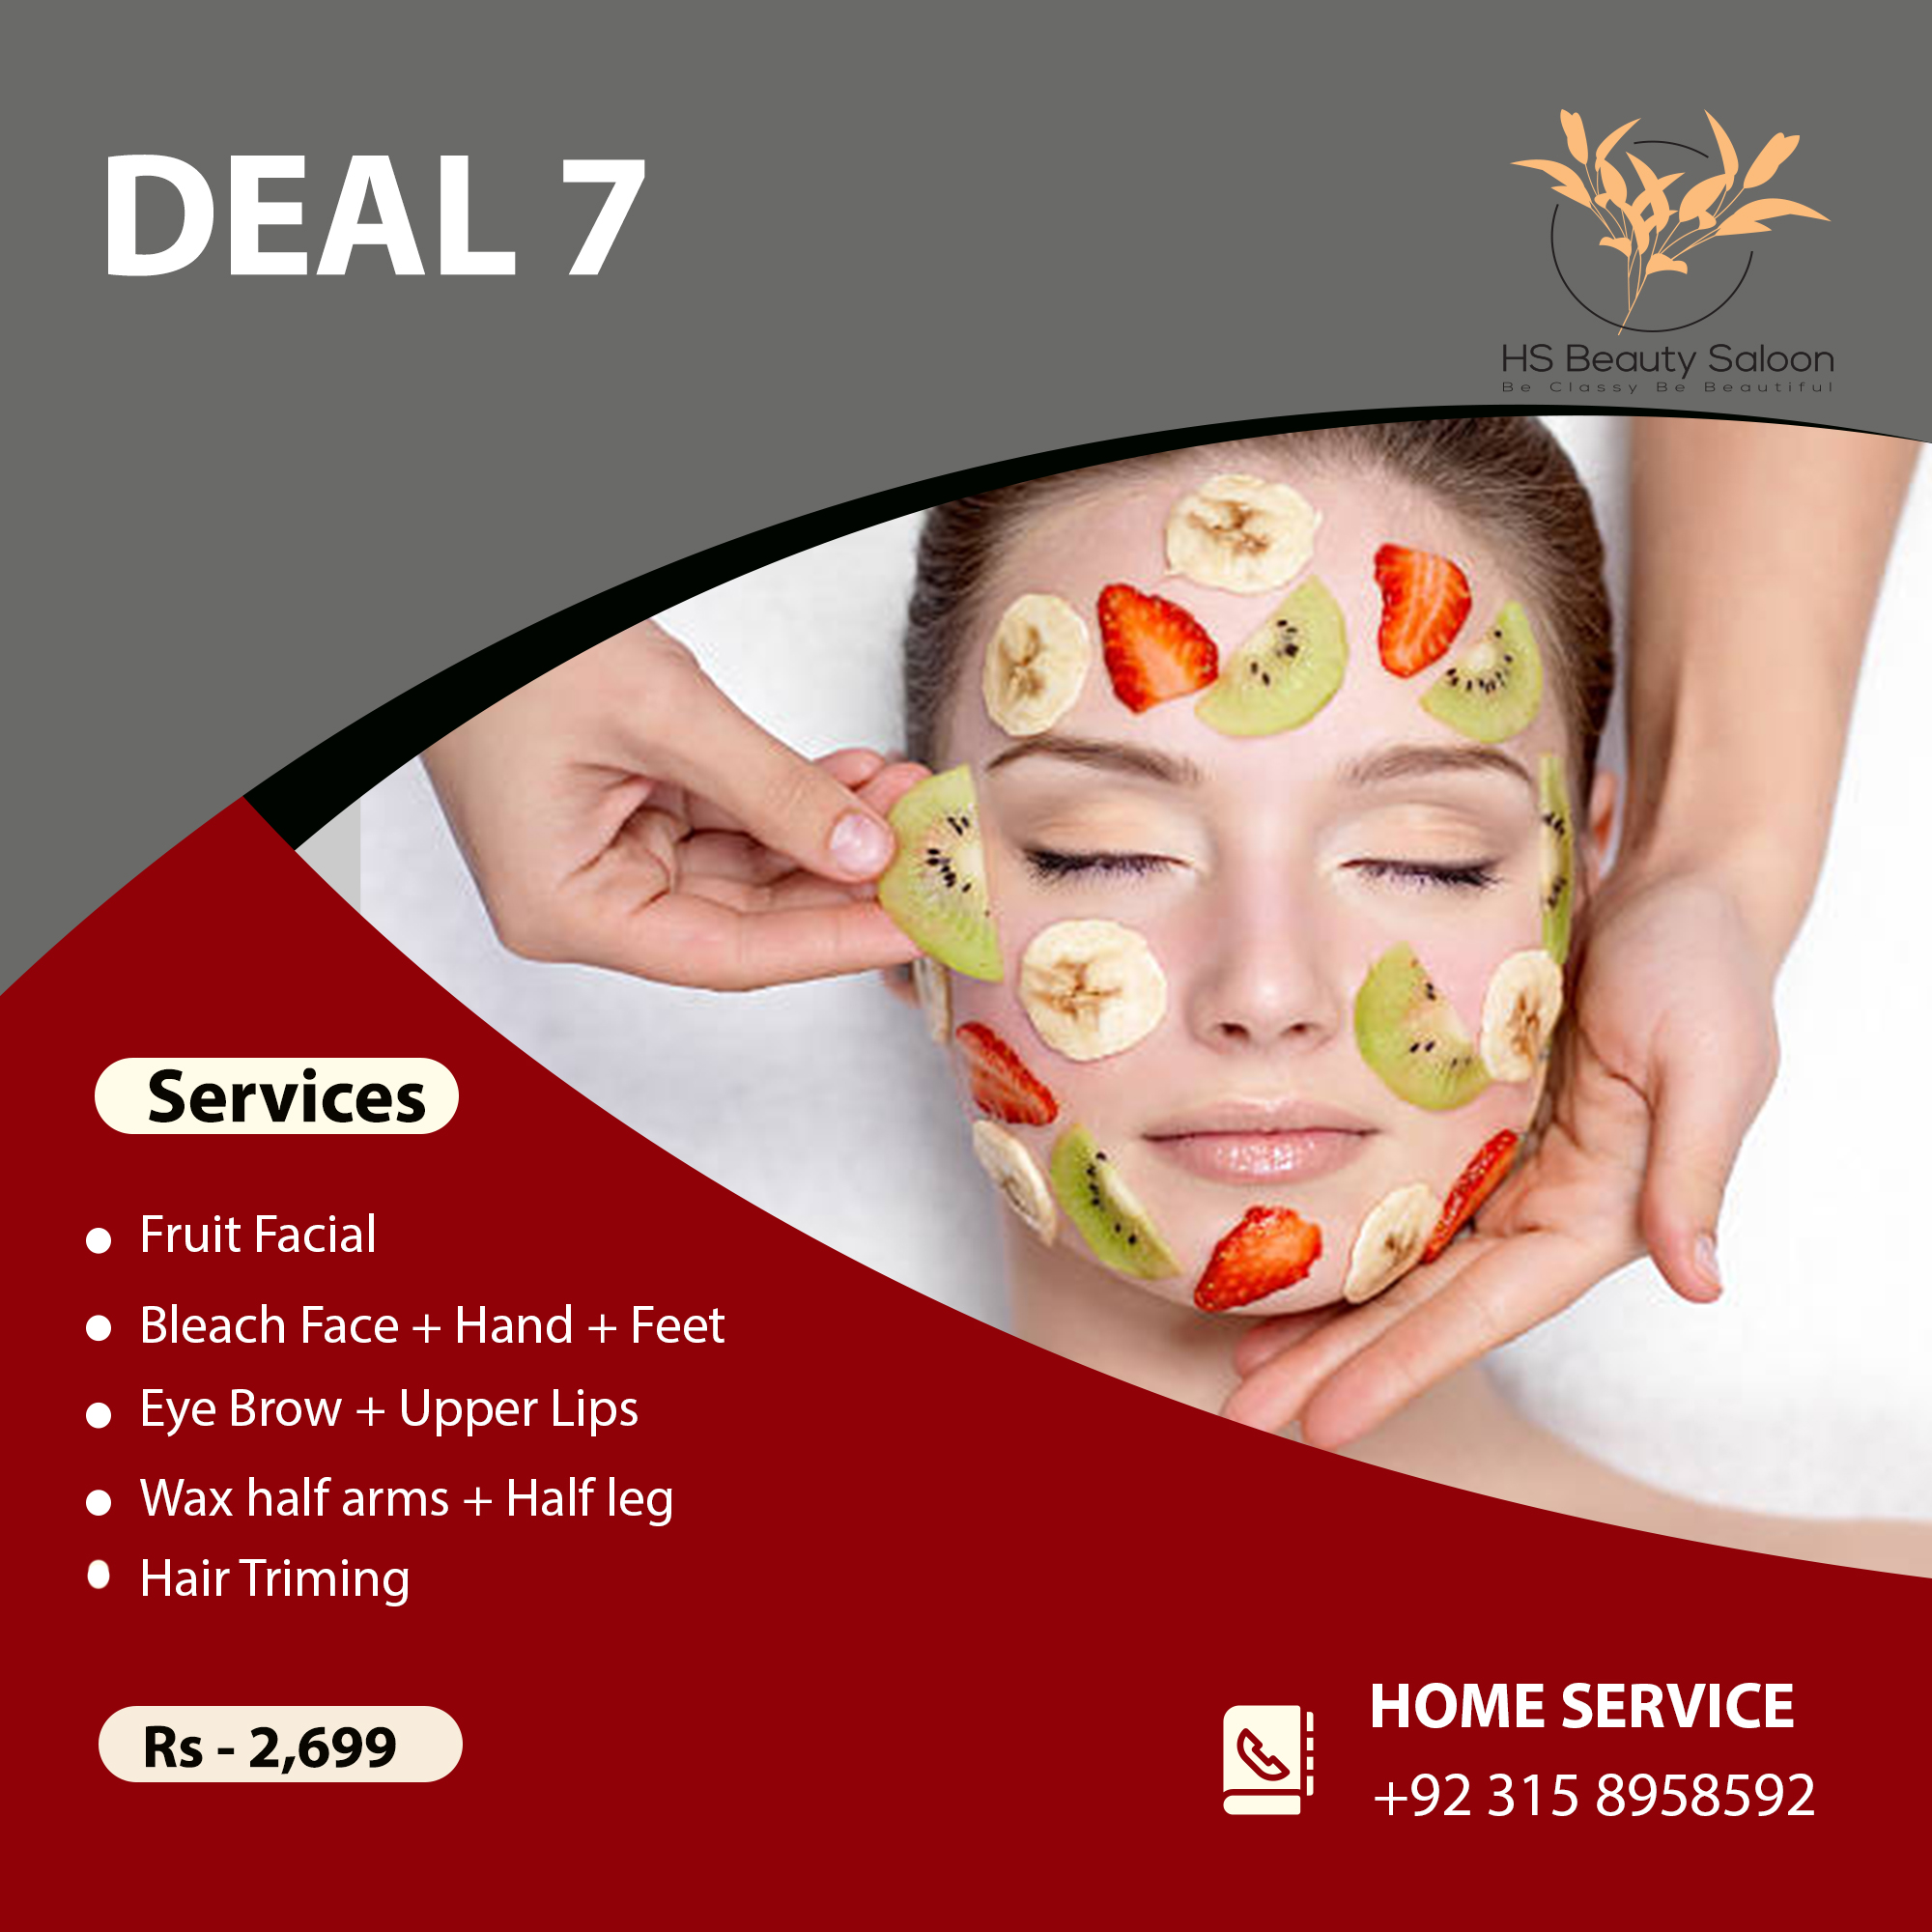 DEAL 7
HS Beauty Saloon
Be Classy Be Beautiful
Services
Fruit Facial
Bleach Face + Hand + Feet
Eye Brow + Upper Lips
Wax half arms + Half leg
Hair Triming
Rs - 2,699
HOME SERVICE
+92 315 8958592